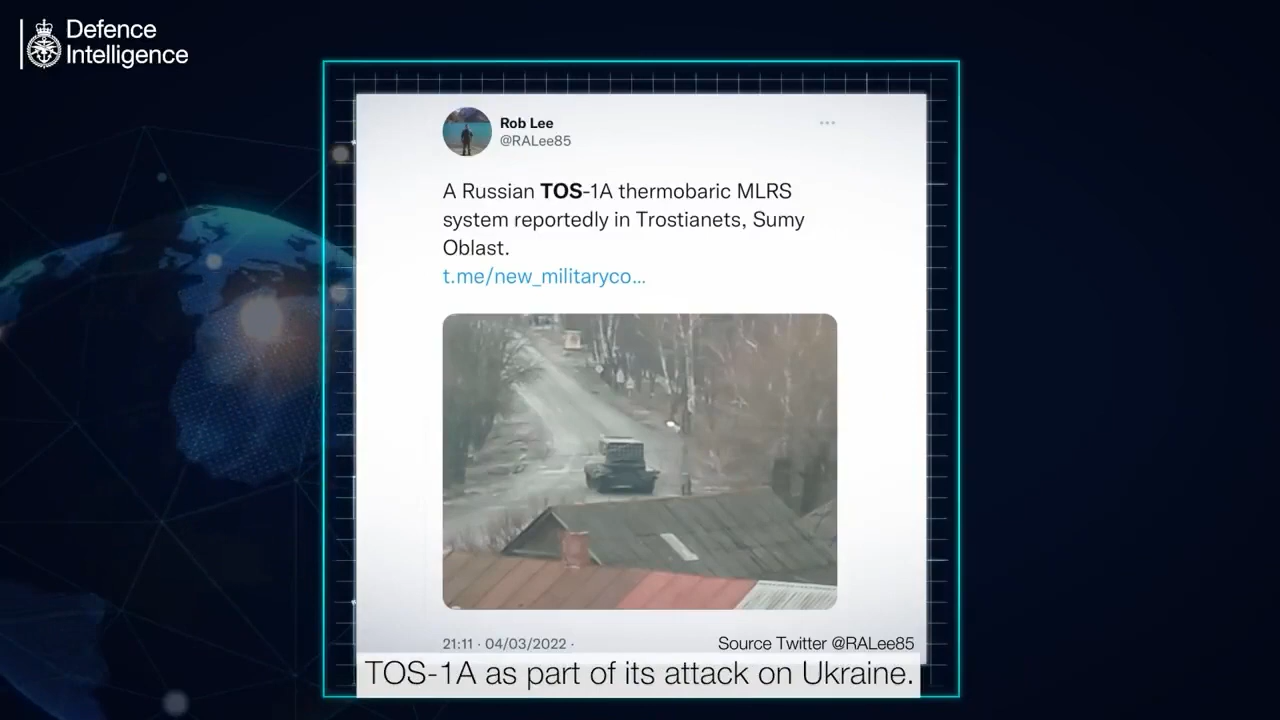 Defence
Intelligence
Rob Lee
@RALee85
A Russian TOS-1A thermobaric MLRS
system reportedly in Trostianets, Sumy
Oblast.
t.me/new_militaryco...
21:11 · 04/03/2022 ·
Source Twitter @RALee85
TOS-1A as part of its attack on Ukraine.